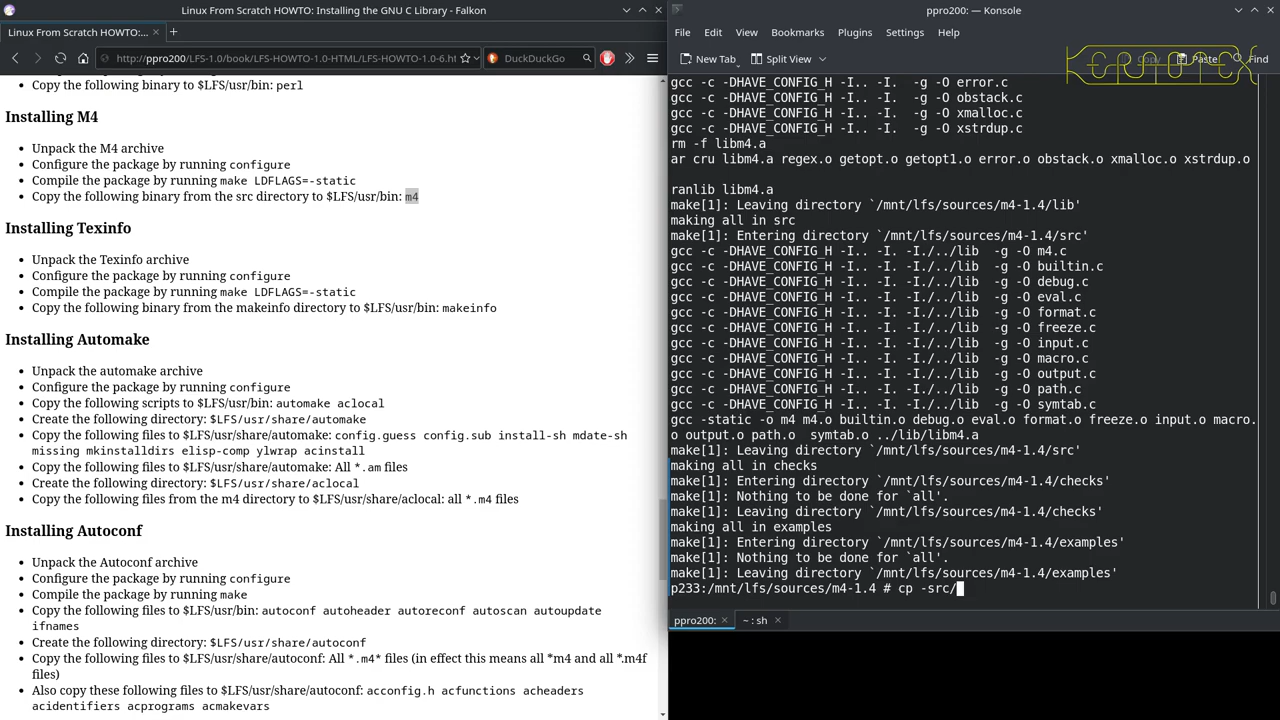 Linux From Scratch HOWTO: Installing the GNU C Library - Falkon
Linux From Scratch HOWTO:...
http://ppro200/LFS-1.0/book/LFS-HOWTO-1.0-HTML/LFS-HOWTO-1.0-6.ht
DuckDuckGo
Copy the following binary to $LFS/usr/bin: perl
Installing M4
Unpack the M4 archive
Configure the package by running configure
Compile the package by running make LDFLAGS=-static
Copy the following binary from the src directory to $LFS/usr/bin: m4
Installing Texinfo
Unpack the Texinfo archive
Configure the package by running configure
Compile the package by running make LDFLAGS=-static
Copy the following binary from the makeinfo directory to $LFS/usr/bin: makeinfo
Installing Automake
Unpack the automake archive
Configure the package by running configure
Copy the following scripts to $LFS/usr/bin: automake aclocal
Create the following directory: $LFS/usr/share/automake
Copy the following files to $LFS/usr/share/automake: config.guess config.sub install-sh mdate-sh
missing mkinstalldirs elisp-comp ylwrap acinstall
Copy the following files to $LFS/usr/share/automake: All *.am files
Create the following directory: $LFS/usr/share/aclocal
Copy the following files from the m4 directory to $LFS/usr/share/aclocal: all *.m4 files
Installing Autoconf
Unpack the Autoconf archive
Configure the package by running configure
Compile the package by running make
Copy the following files to $LFS/usr/bin: autoconf autoheader autoreconf autoscan autoupdate
ifnames
Create the following directory: $LFS/usr/share/autoconf
Copy the following files to $LFS/usr/share/autoconf: All *.m4* files (in effect this means all *m4 and all *.m4f
files)
Also copy these following files to $LFS/usr/share/autoconf: acconfig.h acfunctions acheaders
acidentifiers acprograms acmakevars
ppro200: — Konsole
File Edit View Bookmarks Plugins Settings Help
New Tab Split View Copy Paste Find
gcc -c -DHAVE_CONFIG_H -I.. -I.  -g -O error.c
gcc -c -DHAVE_CONFIG_H -I.. -I.  -g -O obstack.c
gcc -c -DHAVE_CONFIG_H -I.. -I.  -g -O xmalloc.c
gcc -c -DHAVE_CONFIG_H -I.. -I.  -g -O xstrdup.c
rm -f libm4.a
ar cru libm4.a regex.o getopt.o getopt1.o error.o obstack.o xmalloc.o xstrdup.o
ranlib libm4.a
make[1]: Leaving directory `/mnt/lfs/sources/m4-1.4/lib'
making all in src
make[1]: Entering directory `/mnt/lfs/sources/m4-1.4/src'
gcc -c -DHAVE_CONFIG_H -I.. -I. -I./../lib  -g -O m4.c
gcc -c -DHAVE_CONFIG_H -I.. -I. -I./../lib  -g -O builtin.c
gcc -c -DHAVE_CONFIG_H -I.. -I. -I./../lib  -g -O debug.c
gcc -c -DHAVE_CONFIG_H -I.. -I. -I./../lib  -g -O eval.c
gcc -c -DHAVE_CONFIG_H -I.. -I. -I./../lib  -g -O format.c
gcc -c -DHAVE_CONFIG_H -I.. -I. -I./../lib  -g -O freeze.c
gcc -c -DHAVE_CONFIG_H -I.. -I. -I./../lib  -g -O input.c
gcc -c -DHAVE_CONFIG_H -I.. -I. -I./../lib  -g -O macro.c
gcc -c -DHAVE_CONFIG_H -I.. -I. -I./../lib  -g -O output.c
gcc -c -DHAVE_CONFIG_H -I.. -I. -I./../lib  -g -O path.c
gcc -c -DHAVE_CONFIG_H -I.. -I. -I./../lib  -g -O symtab.c
gcc -static -o m4 m4.o builtin.o debug.o eval.o format.o freeze.o input.o macro.
o output.o path.o  symtab.o ../lib/libm4.a
make[1]: Leaving directory `/mnt/lfs/sources/m4-1.4/src'
making all in checks
make[1]: Entering directory `/mnt/lfs/sources/m4-1.4/checks'
make[1]: Nothing to be done for `all'.
make[1]: Leaving directory `/mnt/lfs/sources/m4-1.4/checks'
making all in examples
make[1]: Entering directory `/mnt/lfs/sources/m4-1.4/examples'
make[1]: Nothing to be done for `all'.
make[1]: Leaving directory `/mnt/lfs/sources/m4-1.4/examples'
p233:/mnt/lfs/sources/m4-1.4 # cp -src/
ppro200:
~ : sh